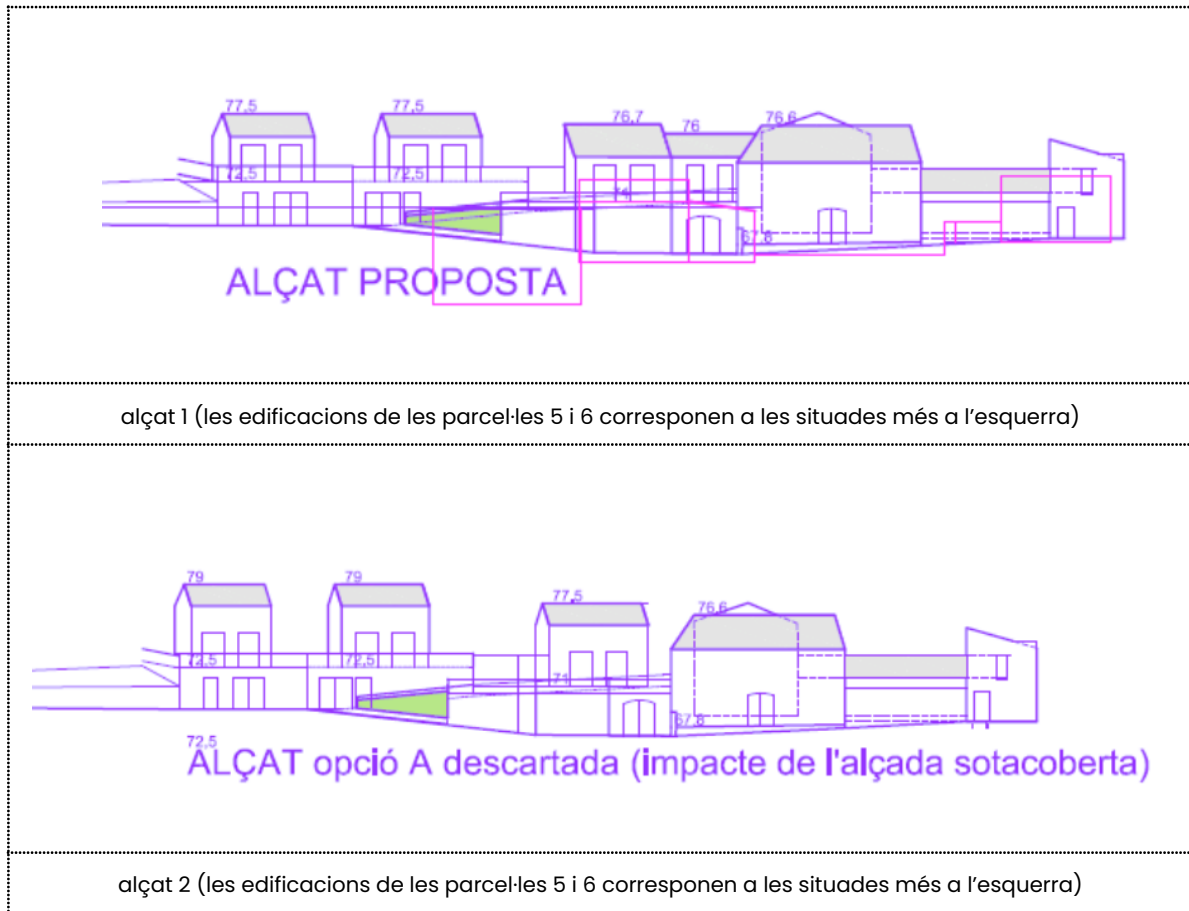 77,5 77,5 76,7 76 76,6
72,5 72,5 71
67,8
ALÇAT PROPOSTA
alçat 1 (les edificacions de les parcel·les 5 i 6 corresponen a les situades més a l’esquerra)
79 79 77,5 76,6
72,5 72,5 71
67,8
72,5
ALÇAT opció A descartada (impacte de l'alçada sotacoberta)
alçat 2 (les edificacions de les parcel·les 5 i 6 corresponen a les situades més a l’esquerra)